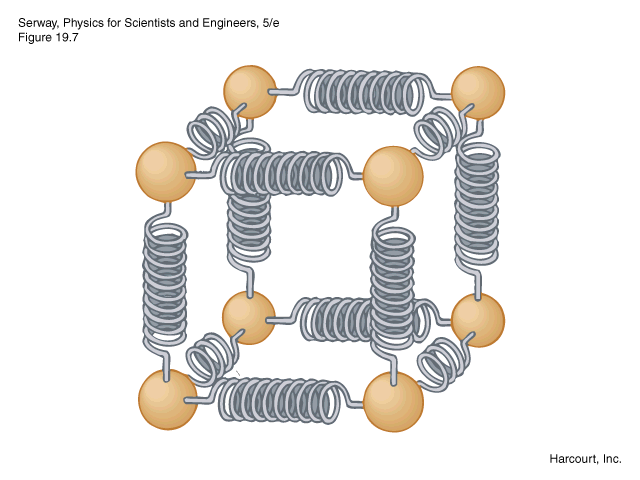 Serway, Physics for Scientists and Engineers, 5/e
Figure 19.7
Harcourt, Inc.